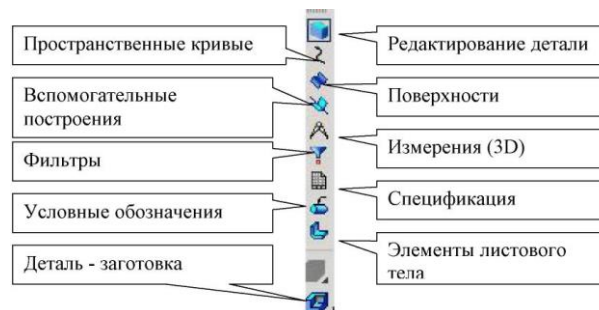 Пространственные кривые
Вспомогательные
построения
Фильтры
Условные обозначения
Деталь - заготовка
Редактирование детали
Поверхности
Измерения (3D)
Спецификация
Элементы листового
тела